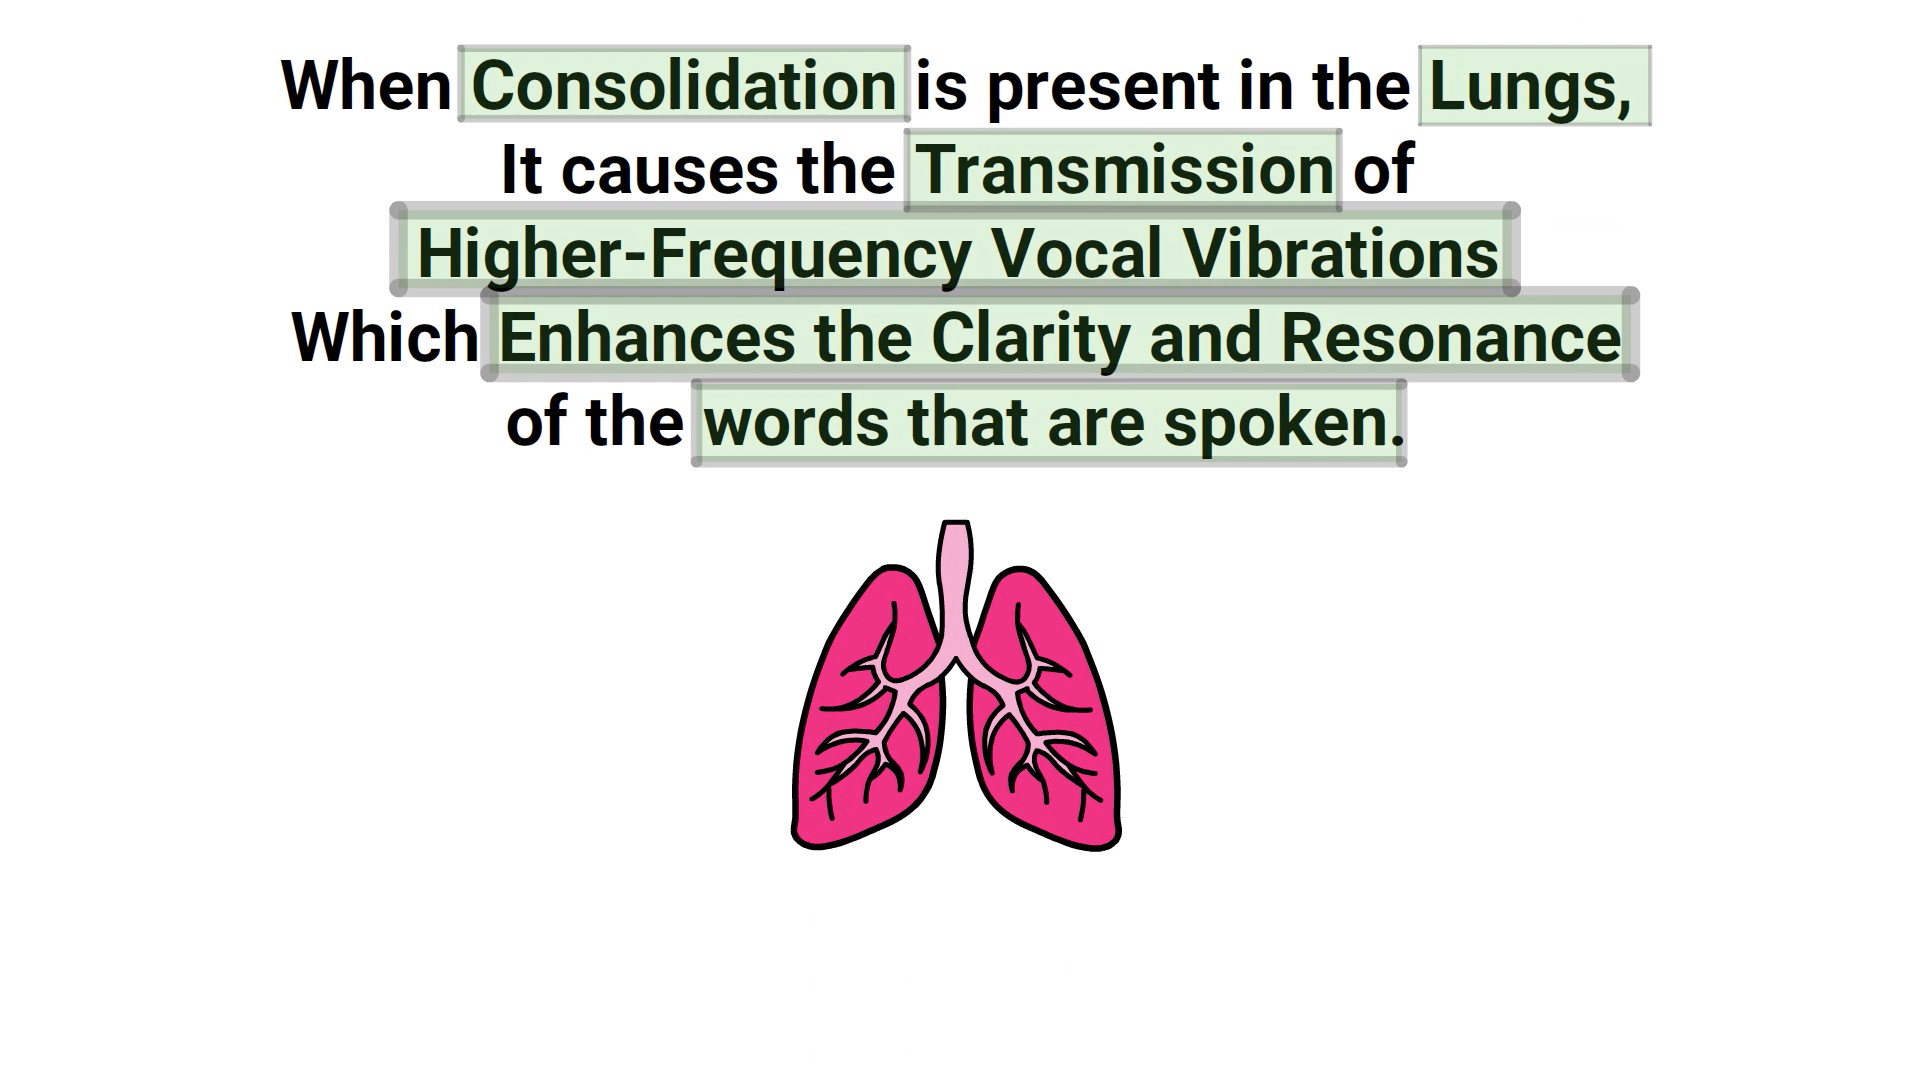 When Consolidation is present in the Lungs,
It causes the Transmission of
Higher-Frequency Vocal Vibrations
Which Enhances the Clarity and Resonance
of the words that are spoken.